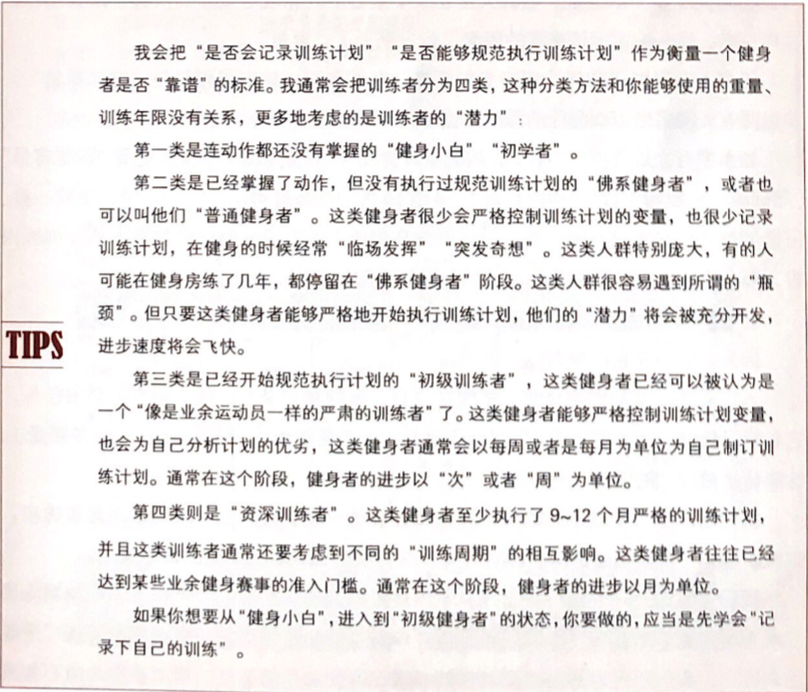 我会把“是否会记录训练计划”“是否能够规范执行训练计划”作为衡量一个健身
者是否“靠谱”的标准。我通常会把训练者分为四类，这种分类方法和你能够使用的重量、
训练年限没有关系，更多地考虑的是训练者的“潜力”：
第一类是连动作都还没有掌握的“健身小白”“初学者”。
第二类是已经掌握了动作，但没有执行过规范训练计划的“佛系健身者”，或者也
可以叫他们“普通健身者”。这类健身者很少会严格控制训练计划的变量，也很少记录
训练计划，在健身的时候经常“临场发挥”“突发奇想”。这类人群特别庞大，有的人
可能在健身房练了几年，都停留在“佛系健身者”阶段。这类人群很容易遇到所谓的“瓶
颈”。但只要这类健身者能够严格地开始执行训练计划，他们的“潜力”将会被充分开发，
TIPS
进步速度将会飞快。
第三类是已经开始规范执行计划的“初级训练者”，这类健身者已经可以被认为是
一个“像是业余运动员一样的严肃的训练者”了。这类健身者能够严格控制训练计划变量，
也会为自己分析计划的优劣，这类健身者通常会以每周或者是每月为单位为自己制订训
练计划。通常在这个阶段，健身者的进步以“次”或者“周”为单位。
第四类则是“资深训练者”。这类健身者至少执行了9~12个月严格的训练计划，
并且这类训练者通常还要考虑到不同的“训练周期”的相互影响。这类健身者往往已经
达到某些业余健身赛事的准入门槛。通常在这个阶段，健身者的进步以月为单位。
如果你想要从“健身小白”，进入到“初级健身者”的状态，你要做的，应当是先学会“记
录下自己的训练”。